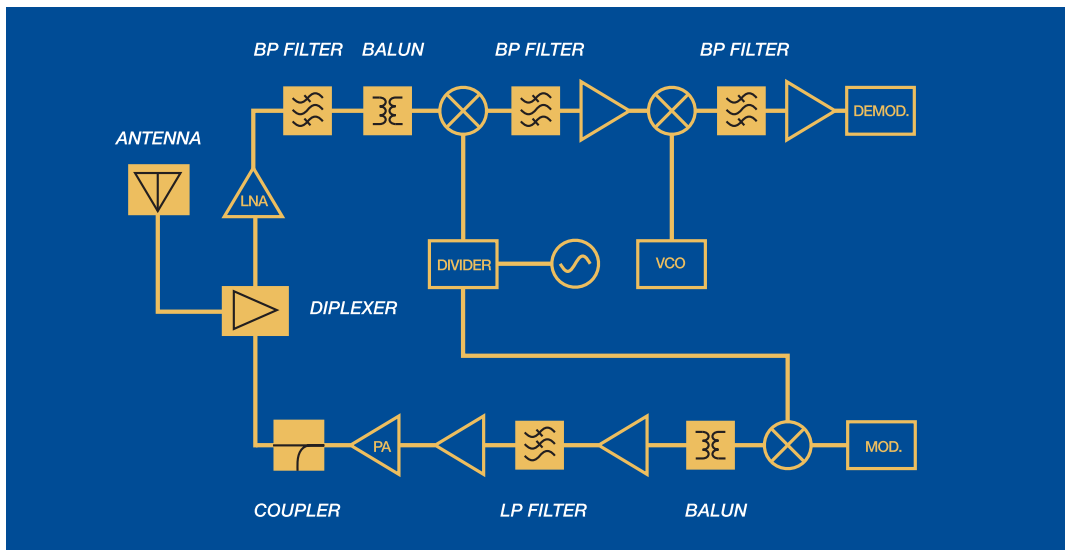 BP FILTER
BALUN
BP FILTER
BP FILTER
DEMOD.
ANTENNA
LNA
DIVIDER
VCO
DIPLEXER
PA
MOD.
COUPLER
LP FILTER
BALUN